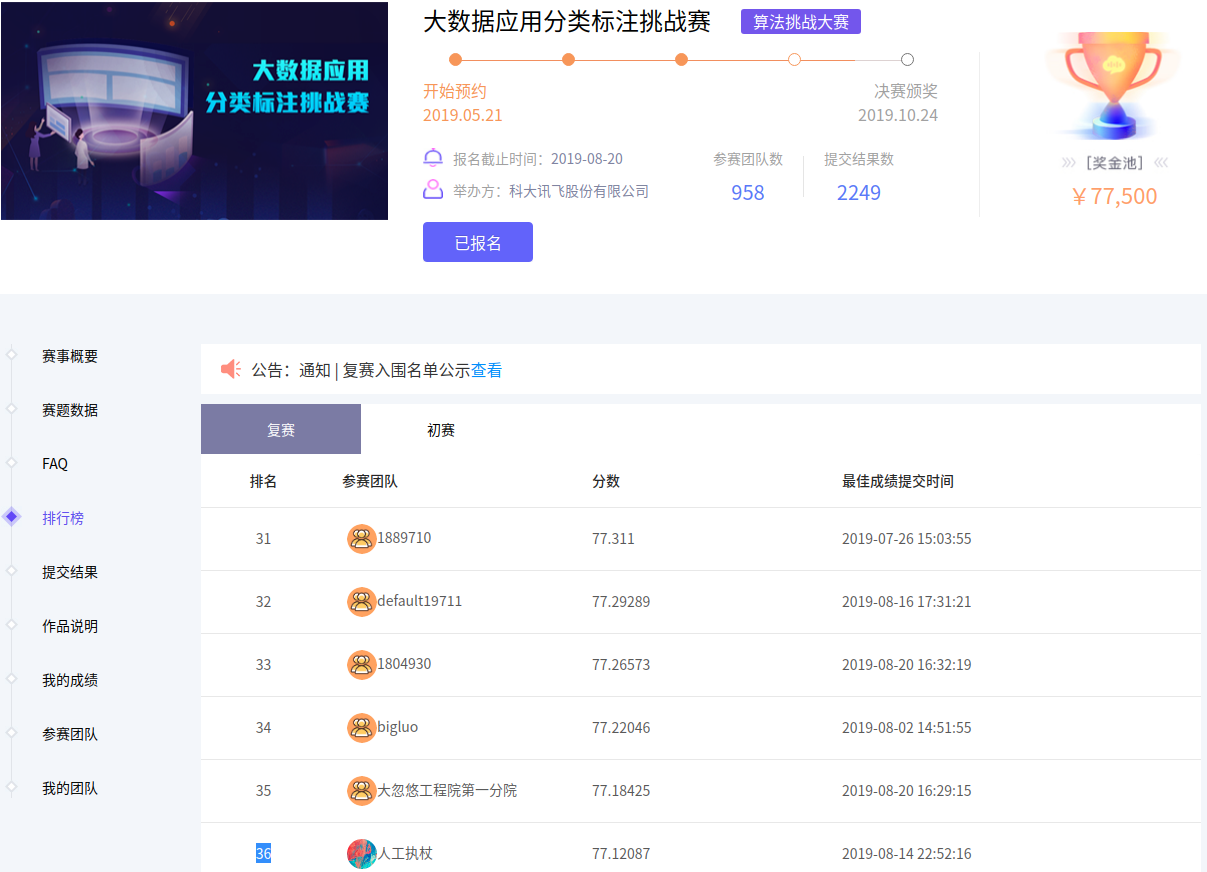 大数据应用
分类标注挑战赛
大数据应用分类标注挑战赛 算法挑战大赛
开始预约 决赛颁奖
2019.05.21 2019.10.24
报名截止时间：2019-08-20 参赛团队数 提交结果数
举办方：科大讯飞股份有限公司 958 2249
已报名
[奖金池]
￥77,500
赛事概要
赛题数据
FAQ
排行榜
提交结果
作品说明
我的成绩
参赛团队
我的团队
公告：通知 | 复赛入围名单公示查看
复赛 初赛
排名 参赛团队 分数 最佳成绩提交时间
31 1889710 77.311 2019-07-26 15:03:55
32 default19711 77.29289 2019-08-16 17:31:21
33 1804930 77.26573 2019-08-20 16:32:19
34 bigluo 77.22046 2019-08-02 14:51:55
35 大忽悠工程院第一分院 77.18425 2019-08-20 16:29:15
36 人工执杖 77.12087 2019-08-14 22:52:16